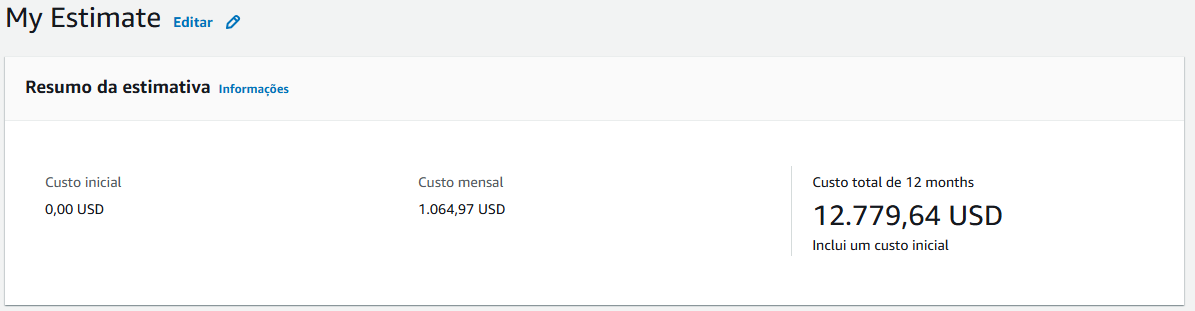 My Estimate Editar
Resumo da estimativa Informações
Custo inicial
0,00 USD
Custo mensal
1.064,97 USD
Custo total de 12 months
12.779,64 USD
Inclui um custo inicial